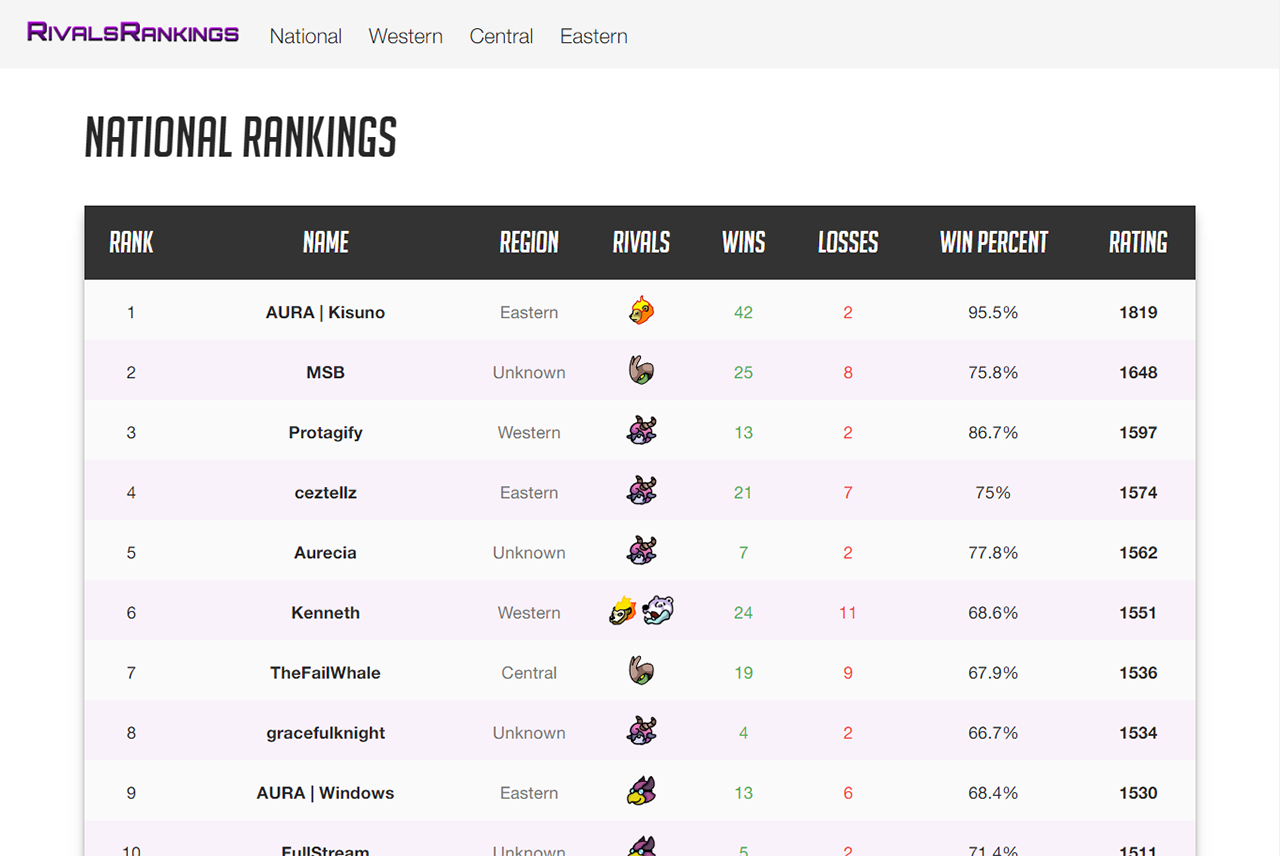 RIVALSRANKINGS National Western Central Eastern
NATIONAL RANKINGS
RANK NAME REGION RIVALS WINS LOSSES WIN PERCENT RATING
1 AURA | Kisuno Eastern 42 2 95.5% 1819
2 MSB Unknown 25 8 75.8% 1648
3 Protagify Western 13 2 86.7% 1597
4 ceztellz Eastern 21 7 75% 1574
5 Aurecia Unknown 7 2 77.8% 1562
6 Kenneth Western 24 11 68.6% 1551
7 TheFailWhale Central 19 9 67.9% 1536
8 gracefulknight Unknown 4 2 66.7% 1534
9 AURA | Windows Eastern 13 6 68.4% 1530
10 FullStream Unknown 5 2 71.4% 1511